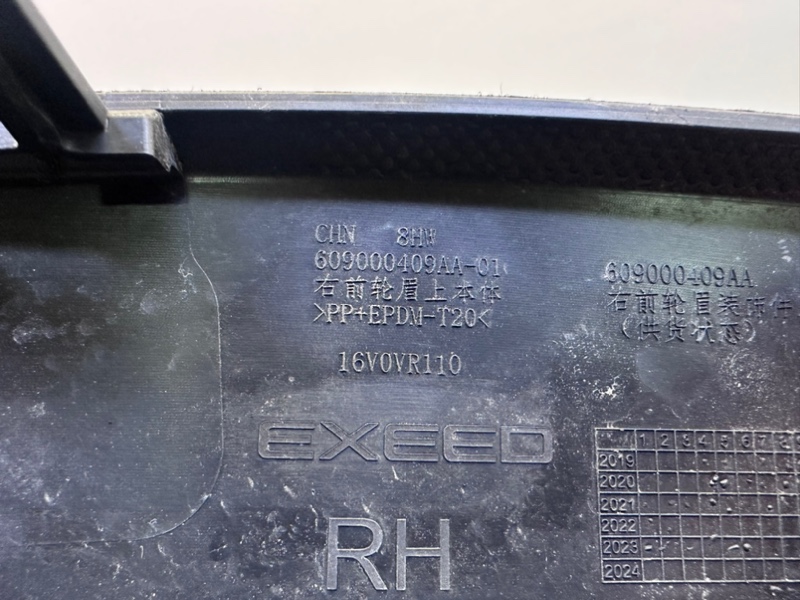 CHN 8HW
609000409AA-01
右前轮眉上本体
>PP+EPDM-T20<
16V0VR110
EXEED
RH
609000409AA
右前轮眉装饰件
(供货状态)
1 2 3 4 5 6 7 8
2019
2020
2021
2022
2023
2024